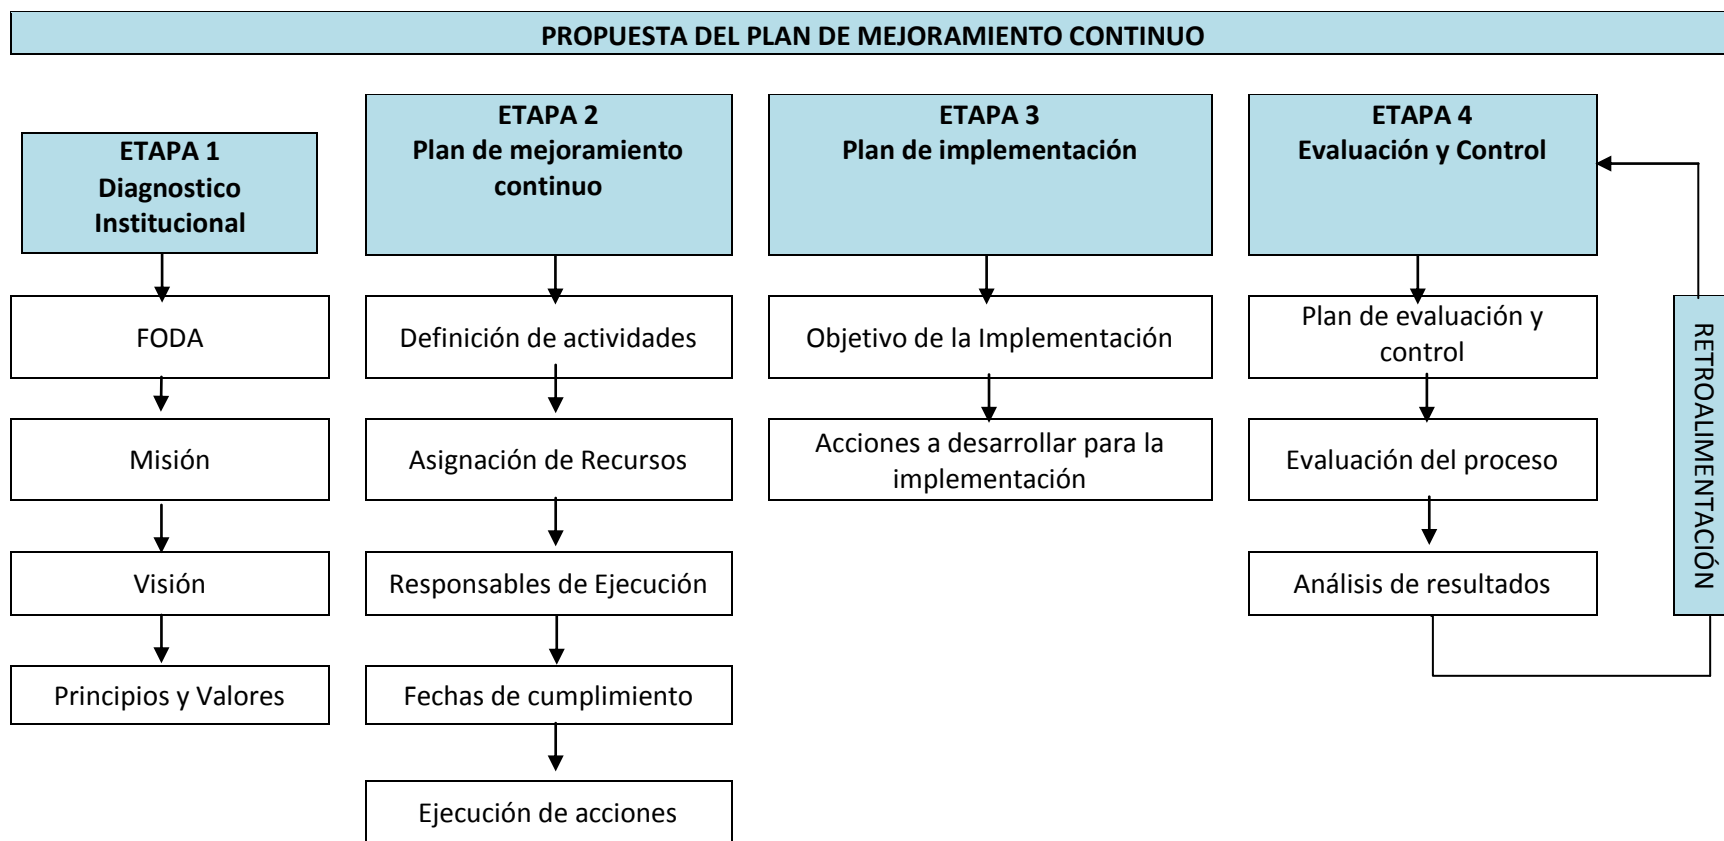 PROPUESTA DEL PLAN DE MEJORAMIENTO CONTINUO
ETAPA 1
Diagnostico
Institucional
FODA
Misión
Visión
Principios y Valores
ETAPA 2
Plan de mejoramiento
continuo
Definición de actividades
Asignación de Recursos
Responsables de Ejecución
Fechas de cumplimiento
Ejecución de acciones
ETAPA 3
Plan de implementación
Objetivo de la Implementación
Acciones a desarrollar para la
implementación
ETAPA 4
Evaluación y Control
Plan de evaluación y
control
Evaluación del proceso
Análisis de resultados
RETROALIMENTACIÓN